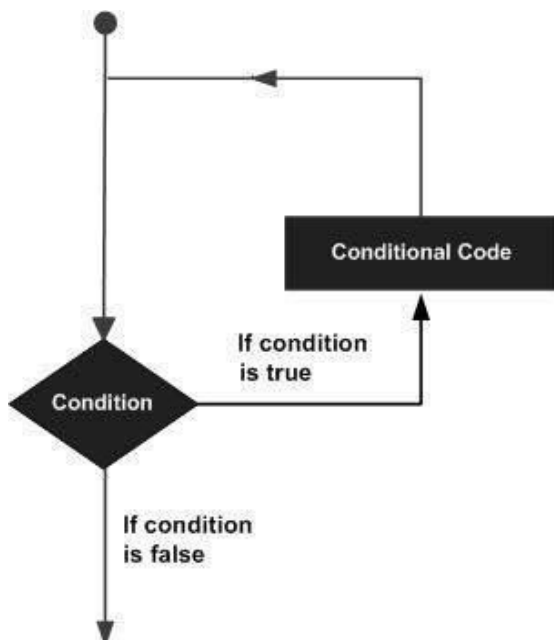 Conditional Code
If condition
is true
Condition
If condition
is false